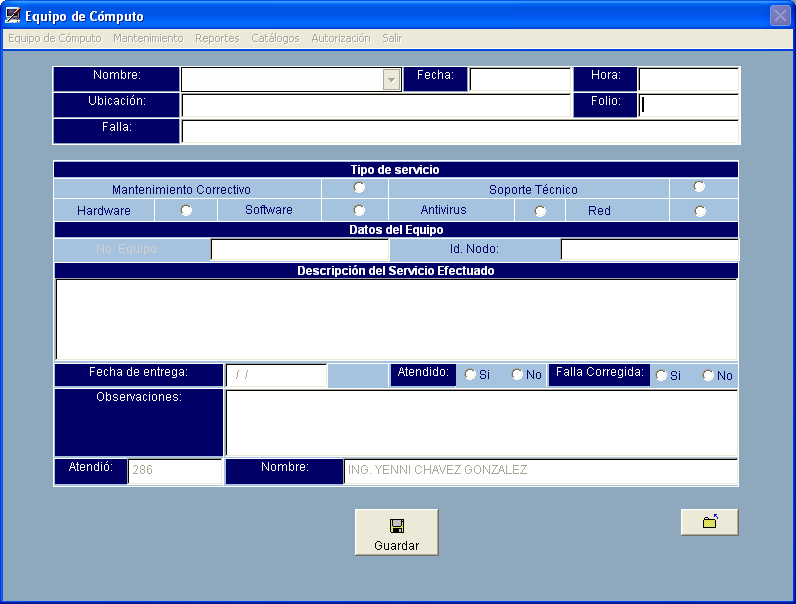 Equipo de Cómputo
Equipo de Cómputo Mantenimiento Reportes Catálogos Autorización Salir
Nombre: Fecha: Hora:
Ubicación: Folio:
Falla:
Tipo de servicio
Mantenimiento Correctivo Soporte Técnico
Hardware Software Antivirus Red
Datos del Equipo
No. Equipo: Id. Nodo:
Descripción del Servicio Efectuado
Fecha de entrega: / / Atendido: Si No Falla Corregida: Si No
Observaciones:
Atendió: 286 Nombre: ING. YENNI CHAVEZ GONZALEZ
Guardar